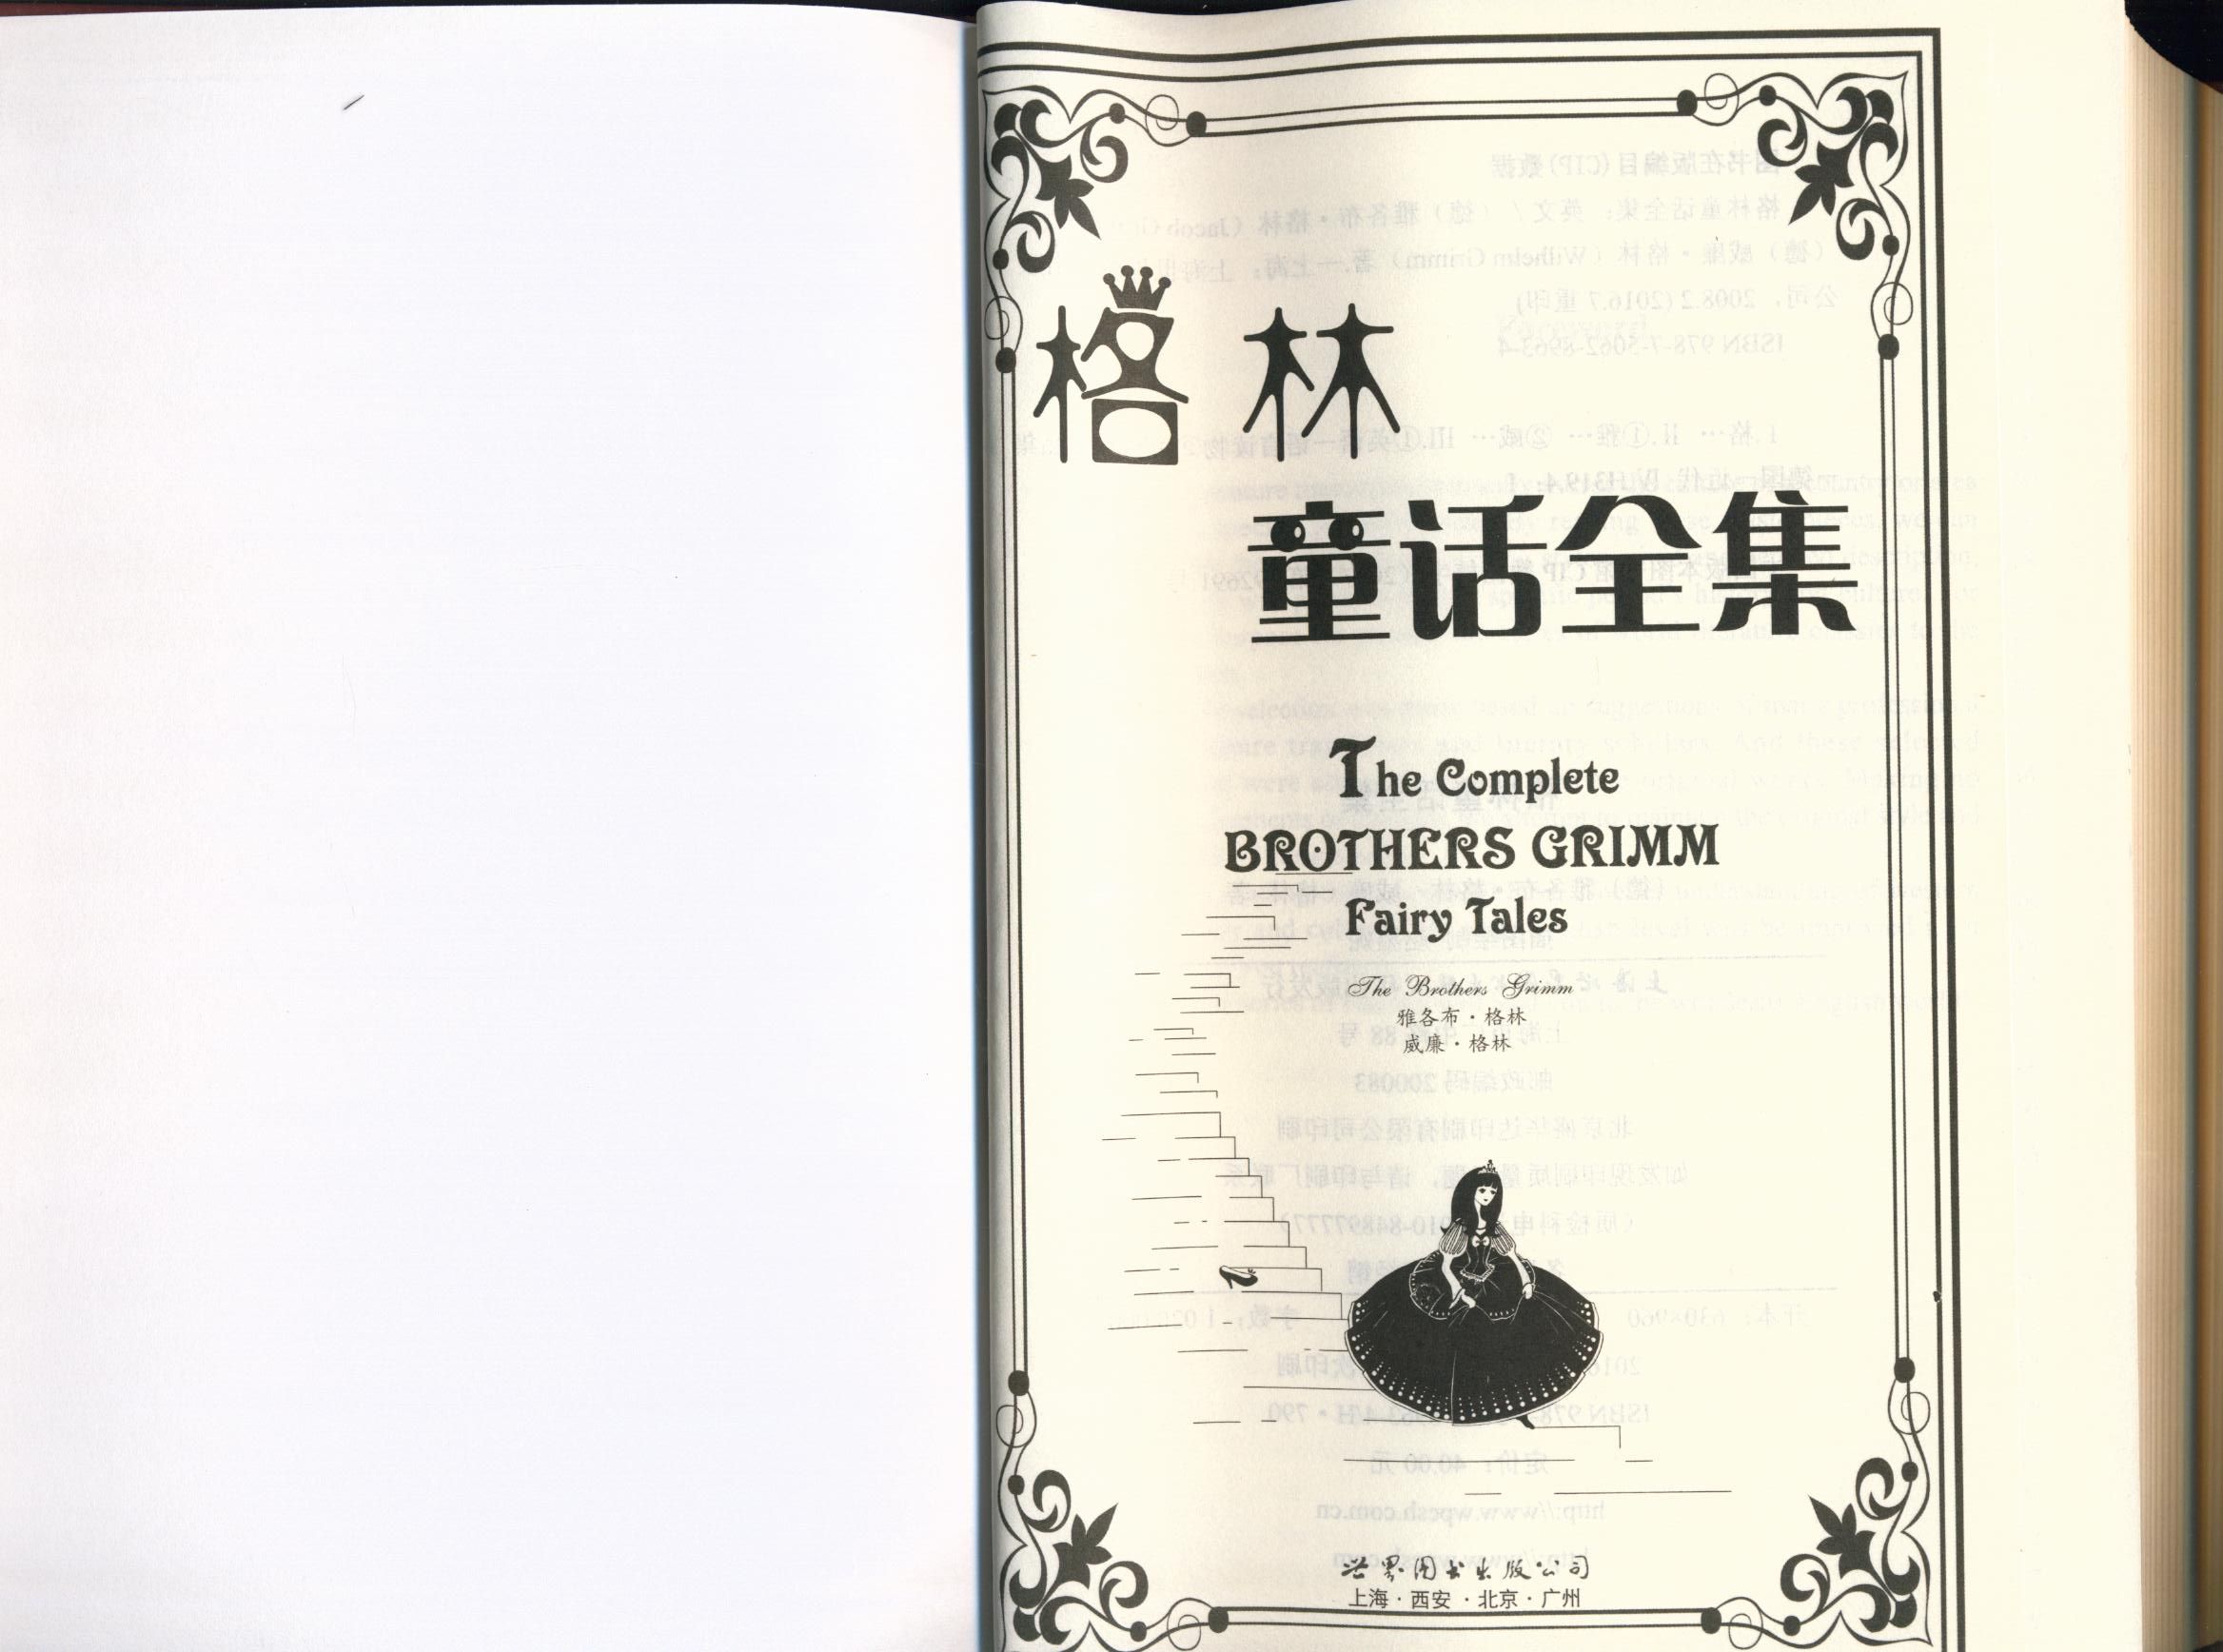 格林
童话全集
The Complete
BROTHERS GRIMM
Fairy Tales
The Brothers Grimm
雅各布·格林
威廉·格林
世界图书出版公司
上海·西安·北京·广州